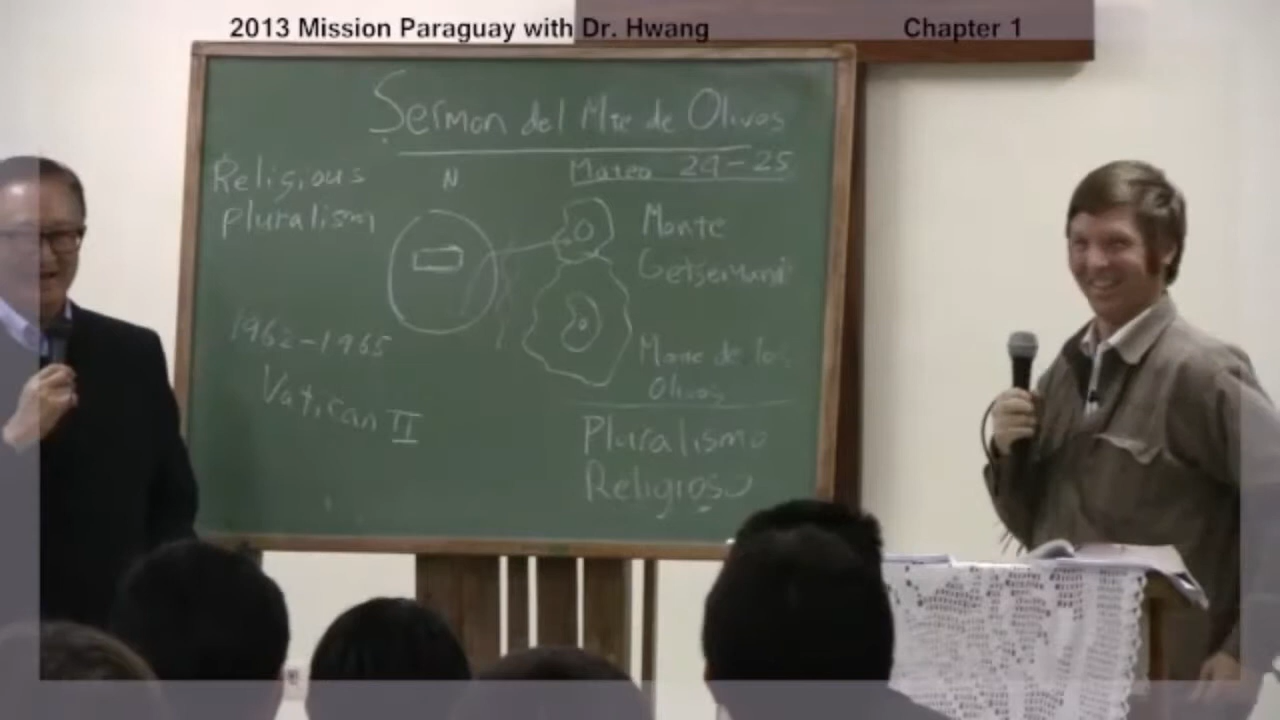 2013 Mission Paraguay with Dr. Hwang
Chapter 1
Sermon del Mte de Olivos
Mateo 24-25
Religious
pluralism
N
Monte
Getsemani
1962-1965
Vatican II
Monte de los
Olivos
Pluralismo
Religioso